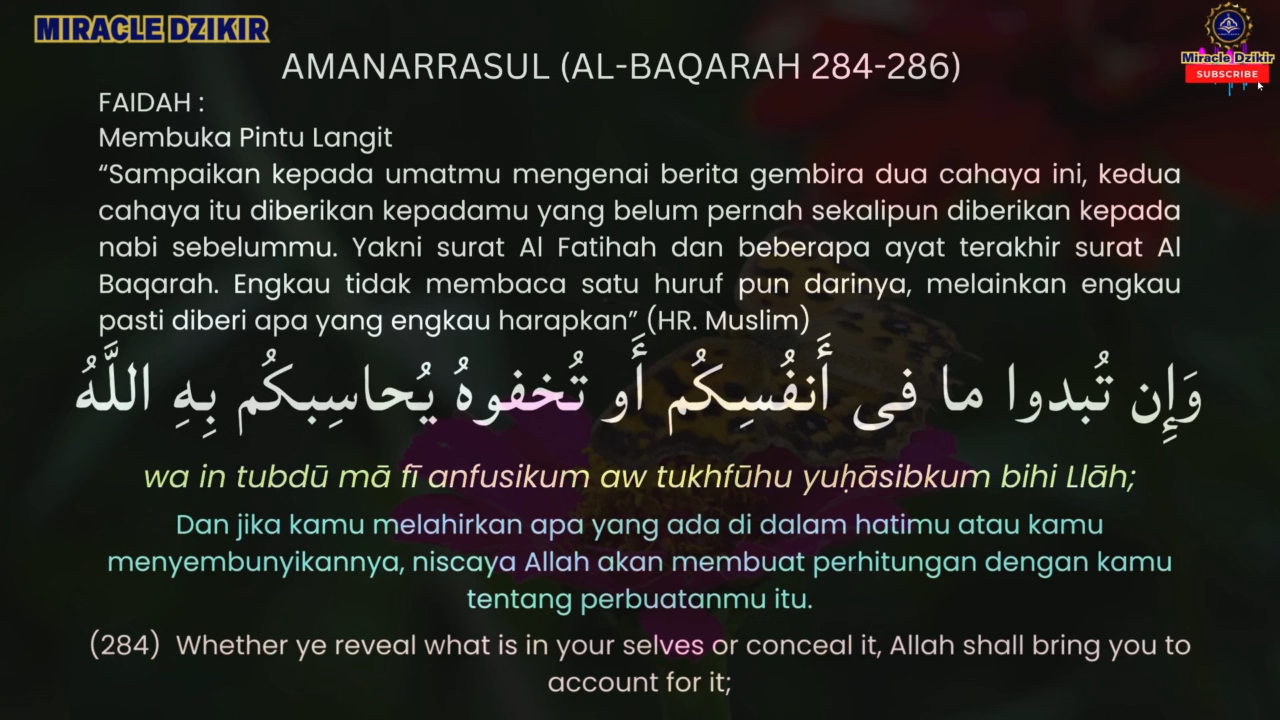 MIRACLE DZIKIR
Miracle Dzikir
SUBSCRIBE
AMANARRASUL (AL-BAQARAH 284-286)
FAIDAH :
Membuka Pintu Langit
“Sampaikan kepada umatmu mengenai berita gembira dua cahaya ini, kedua
cahaya itu diberikan kepadamu yang belum pernah sekalipun diberikan kepada
nabi sebelummu. Yakni surat Al Fatihah dan beberapa ayat terakhir surat Al
Baqarah. Engkau tidak membaca satu huruf pun darinya, melainkan engkau
pasti diberi apa yang engkau harapkan” (HR. Muslim)
وَإِن تُبدوا ما فى أَنفُسِكُم أَو تُخفوهُ يُحاسِبكُم بِهِ اللَّهُ
wa in tubdū mā fī anfusikum aw tukhfūhu yuḥāsibkum bihi Llāh;
Dan jika kamu melahirkan apa yang ada di dalam hatimu atau kamu
menyembunyikannya, niscaya Allah akan membuat perhitungan dengan kamu
tentang perbuatanmu itu.
(284) Whether ye reveal what is in your selves or conceal it, Allah shall bring you to
account for it;